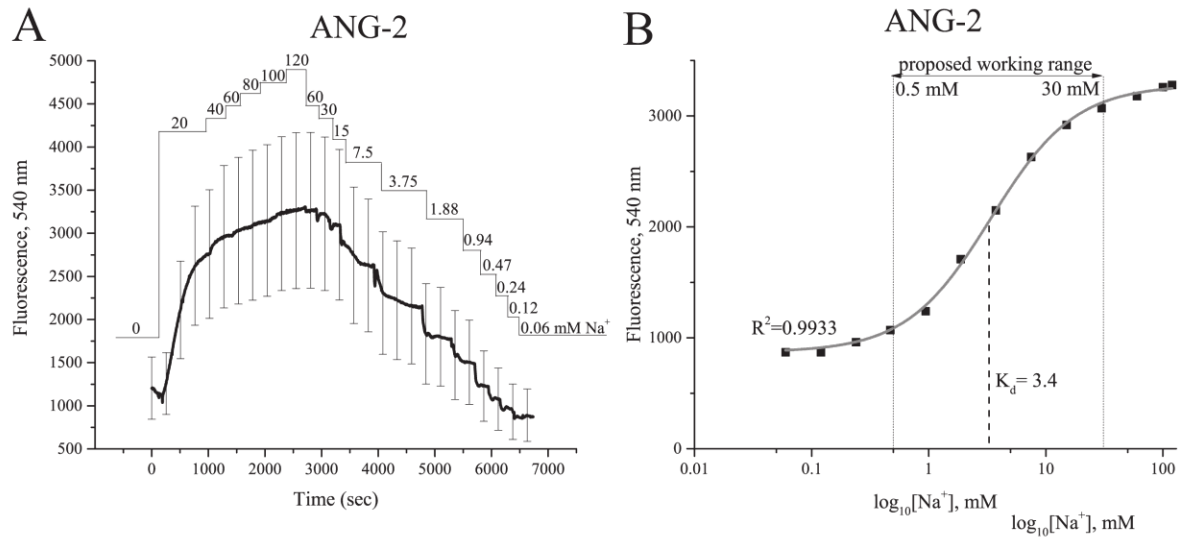 A
ANG-2
5000
4500
4000
3500
3000
2500
2000
1500
1000
500
Fluorescence, 540 nm
0
20
40
60
80
100
120
60
30
15
7.5
3.75
1.88
0.94
0.47
0.24
0.12
0.06 mM Na⁺
0 1000 2000 3000 4000 5000 6000 7000
Time (sec)
B
ANG-2
proposed working range
0.5 mM 30 mM
3000
2000
1000
0
Fluorescence, 540 nm
R²=0.9933
K_d= 3.4
0.01 0.1 1 10 100
log₁₀[Na⁺], mM
log₁₀[Na⁺], mM